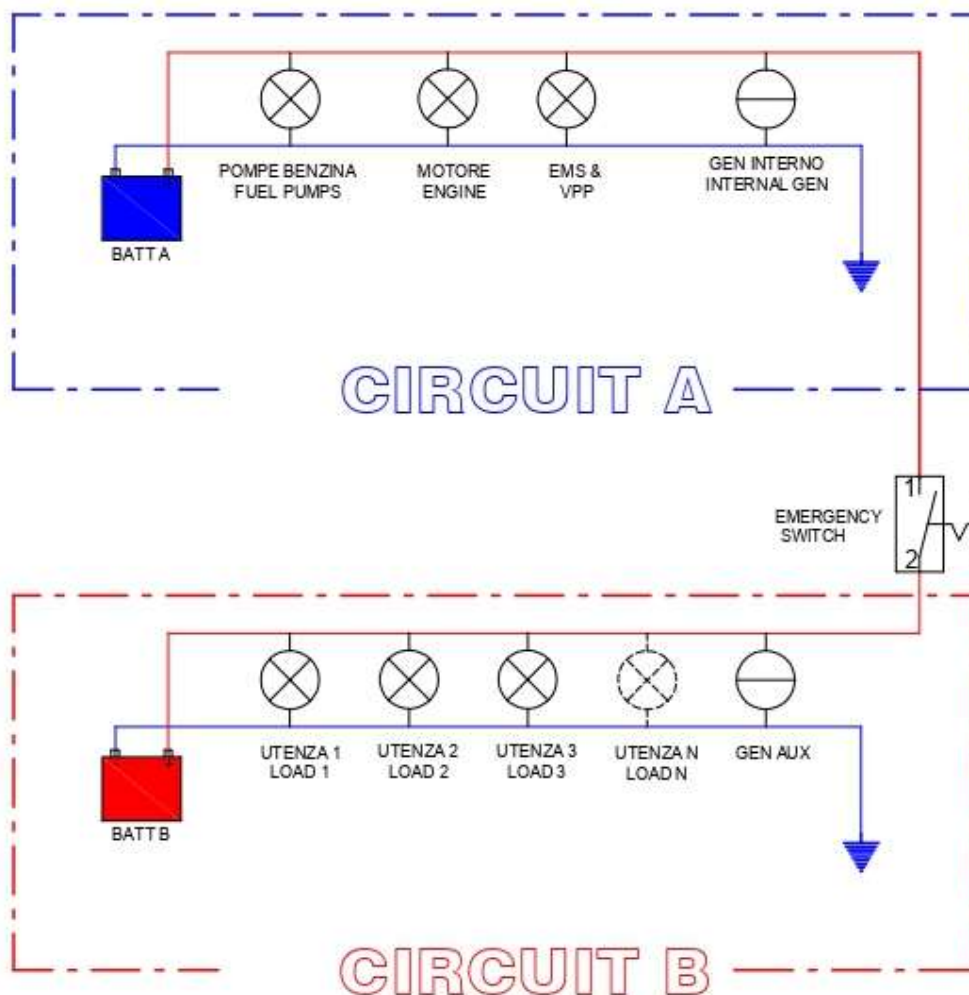 POMPE BENZINA
FUEL PUMPS
MOTORE
ENGINE
EMS &
VPP
GEN INTERNO
INTERNAL GEN
BATT A
CIRCUIT A
1
EMERGENCY
SWITCH
2
UTENZA 1
LOAD 1
UTENZA 2
LOAD 2
UTENZA 3
LOAD 3
UTENZA N
LOAD N
GEN AUX
BATT B
CIRCUIT B